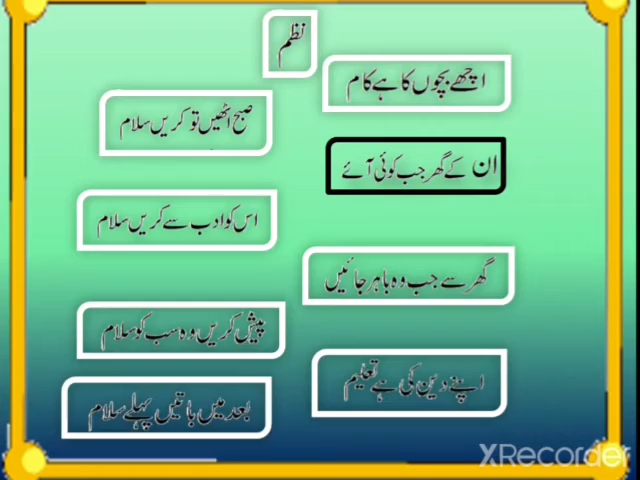 نظم
اچھے بچوں کا ہے کام
صبح اٹھیں تو کریں سلام
ان کے گھر جب کوئی آئے
اس کو ادب سے کریں سلام
گھر سے جب وہ باہر جائیں
پیش کریں وہ سب کو سلام
اپنے دین کی ہے تعلیم
بعد میں باتیں پہلے سلام
XRecorder